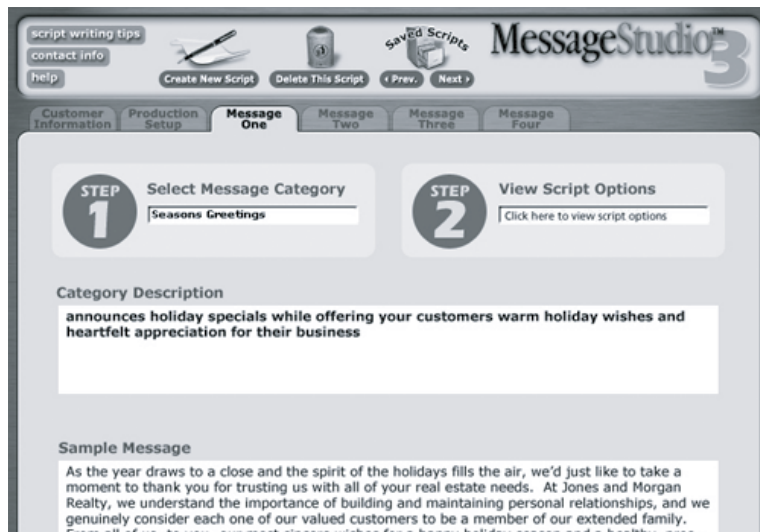 script writing tips
contact info
help
Create New Script
Delete This Script
Saved Scripts
Prev.
Next
MessageStudio™
3
Customer
Information
Production
Setup
Message
One
Message
Two
Message
Three
Message
Four
STEP
1
Select Message Category
Seasons Greetings
STEP
2
View Script Options
Click here to view script options
Category Description
announces holiday specials while offering your customers warm holiday wishes and
heartfelt appreciation for their business
Sample Message
As the year draws to a close and the spirit of the holidays fills the air, we'd just like to take a
moment to thank you for trusting us with all of your real estate needs. At Jones and Morgan
Realty, we understand the importance of building and maintaining personal relationships, and we
genuinely consider each one of our valued customers to be a member of our extended family.